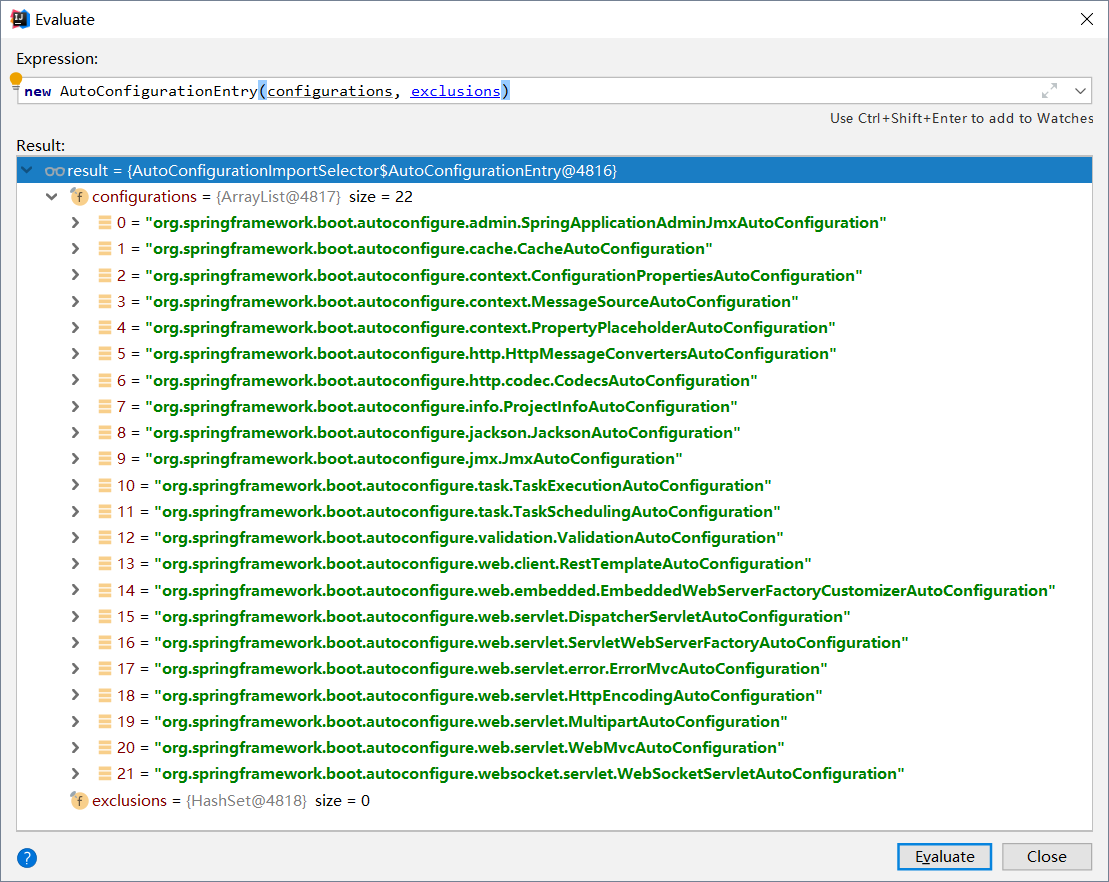 Evaluate
Expression:
new AutoConfigurationEntry(configurations, exclusions)
Use Ctrl+Shift+Enter to add to Watches
Result:
result = {AutoConfigurationImportSelector$AutoConfigurationEntry@4816}
configurations = {ArrayList@4817} size = 22
0 = "org.springframework.boot.autoconfigure.admin.SpringApplicationAdminJmxAutoConfiguration"
1 = "org.springframework.boot.autoconfigure.cache.CacheAutoConfiguration"
2 = "org.springframework.boot.autoconfigure.context.ConfigurationPropertiesAutoConfiguration"
3 = "org.springframework.boot.autoconfigure.context.MessageSourceAutoConfiguration"
4 = "org.springframework.boot.autoconfigure.context.PropertyPlaceholderAutoConfiguration"
5 = "org.springframework.boot.autoconfigure.http.HttpMessageConvertersAutoConfiguration"
6 = "org.springframework.boot.autoconfigure.http.codec.CodecsAutoConfiguration"
7 = "org.springframework.boot.autoconfigure.info.ProjectInfoAutoConfiguration"
8 = "org.springframework.boot.autoconfigure.jackson.JacksonAutoConfiguration"
9 = "org.springframework.boot.autoconfigure.jmx.JmxAutoConfiguration"
10 = "org.springframework.boot.autoconfigure.task.TaskExecutionAutoConfiguration"
11 = "org.springframework.boot.autoconfigure.task.TaskSchedulingAutoConfiguration"
12 = "org.springframework.boot.autoconfigure.validation.ValidationAutoConfiguration"
13 = "org.springframework.boot.autoconfigure.web.client.RestTemplateAutoConfiguration"
14 = "org.springframework.boot.autoconfigure.web.embedded.EmbeddedWebServerFactoryCustomizerAutoConfiguration"
15 = "org.springframework.boot.autoconfigure.web.servlet.DispatcherServletAutoConfiguration"
16 = "org.springframework.boot.autoconfigure.web.servlet.ServletWebServerFactoryAutoConfiguration"
17 = "org.springframework.boot.autoconfigure.web.servlet.error.ErrorMvcAutoConfiguration"
18 = "org.springframework.boot.autoconfigure.web.servlet.HttpEncodingAutoConfiguration"
19 = "org.springframework.boot.autoconfigure.web.servlet.MultipartAutoConfiguration"
20 = "org.springframework.boot.autoconfigure.web.servlet.WebMvcAutoConfiguration"
21 = "org.springframework.boot.autoconfigure.websocket.servlet.WebSocketServletAutoConfiguration"
exclusions = {HashSet@4818} size = 0
Evaluate Close